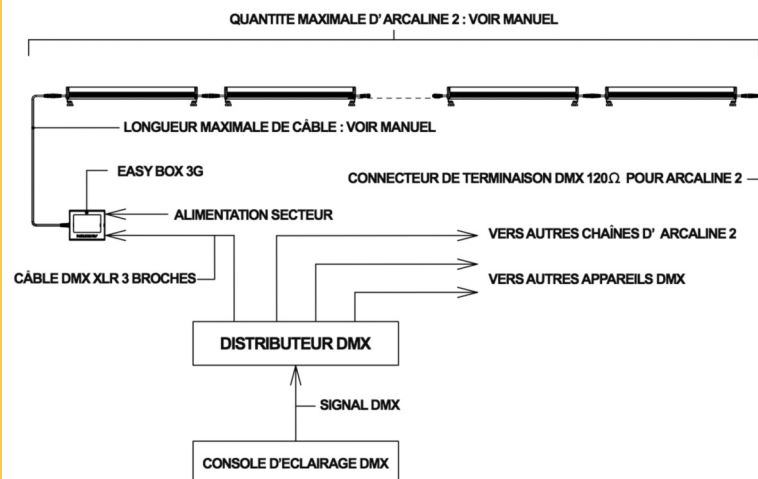 QUANTITE MAXIMALE D' ARCALINE 2 : VOIR MANUEL
LONGUEUR MAXIMALE DE CÂBLE : VOIR MANUEL
EASY BOX 3G
CONNECTEUR DE TERMINAISON DMX 120Ω POUR ARCALINE 2
ALIMENTATION SECTEUR
VERS AUTRES CHAÎNES D' ARCALINE 2
CÂBLE DMX XLR 3 BROCHES
VERS AUTRES APPAREILS DMX
DISTRIBUTEUR DMX
SIGNAL DMX
CONSOLE D'ECLAIRAGE DMX